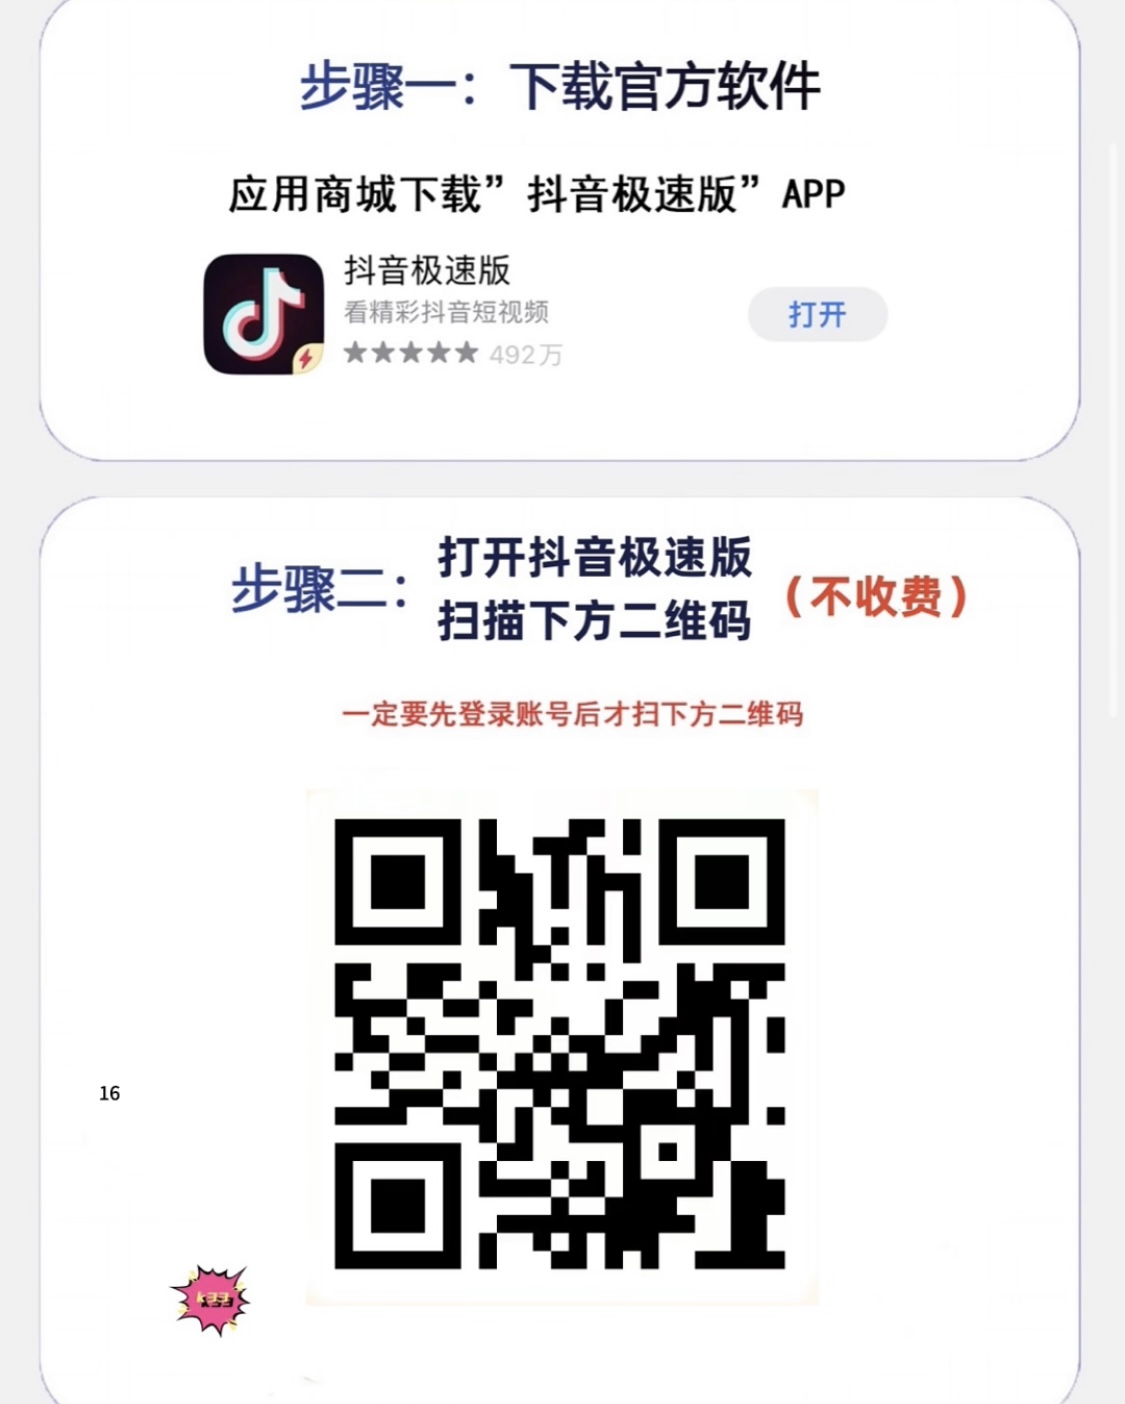 步骤一：下载官方软件
应用商城下载”抖音极速版”APP
抖音极速版
看精彩抖音短视频
492万
打开
步骤二：打开抖音极速版
扫描下方二维码
（不收费）
一定要先登录账号后才扫下方二维码
16
k33